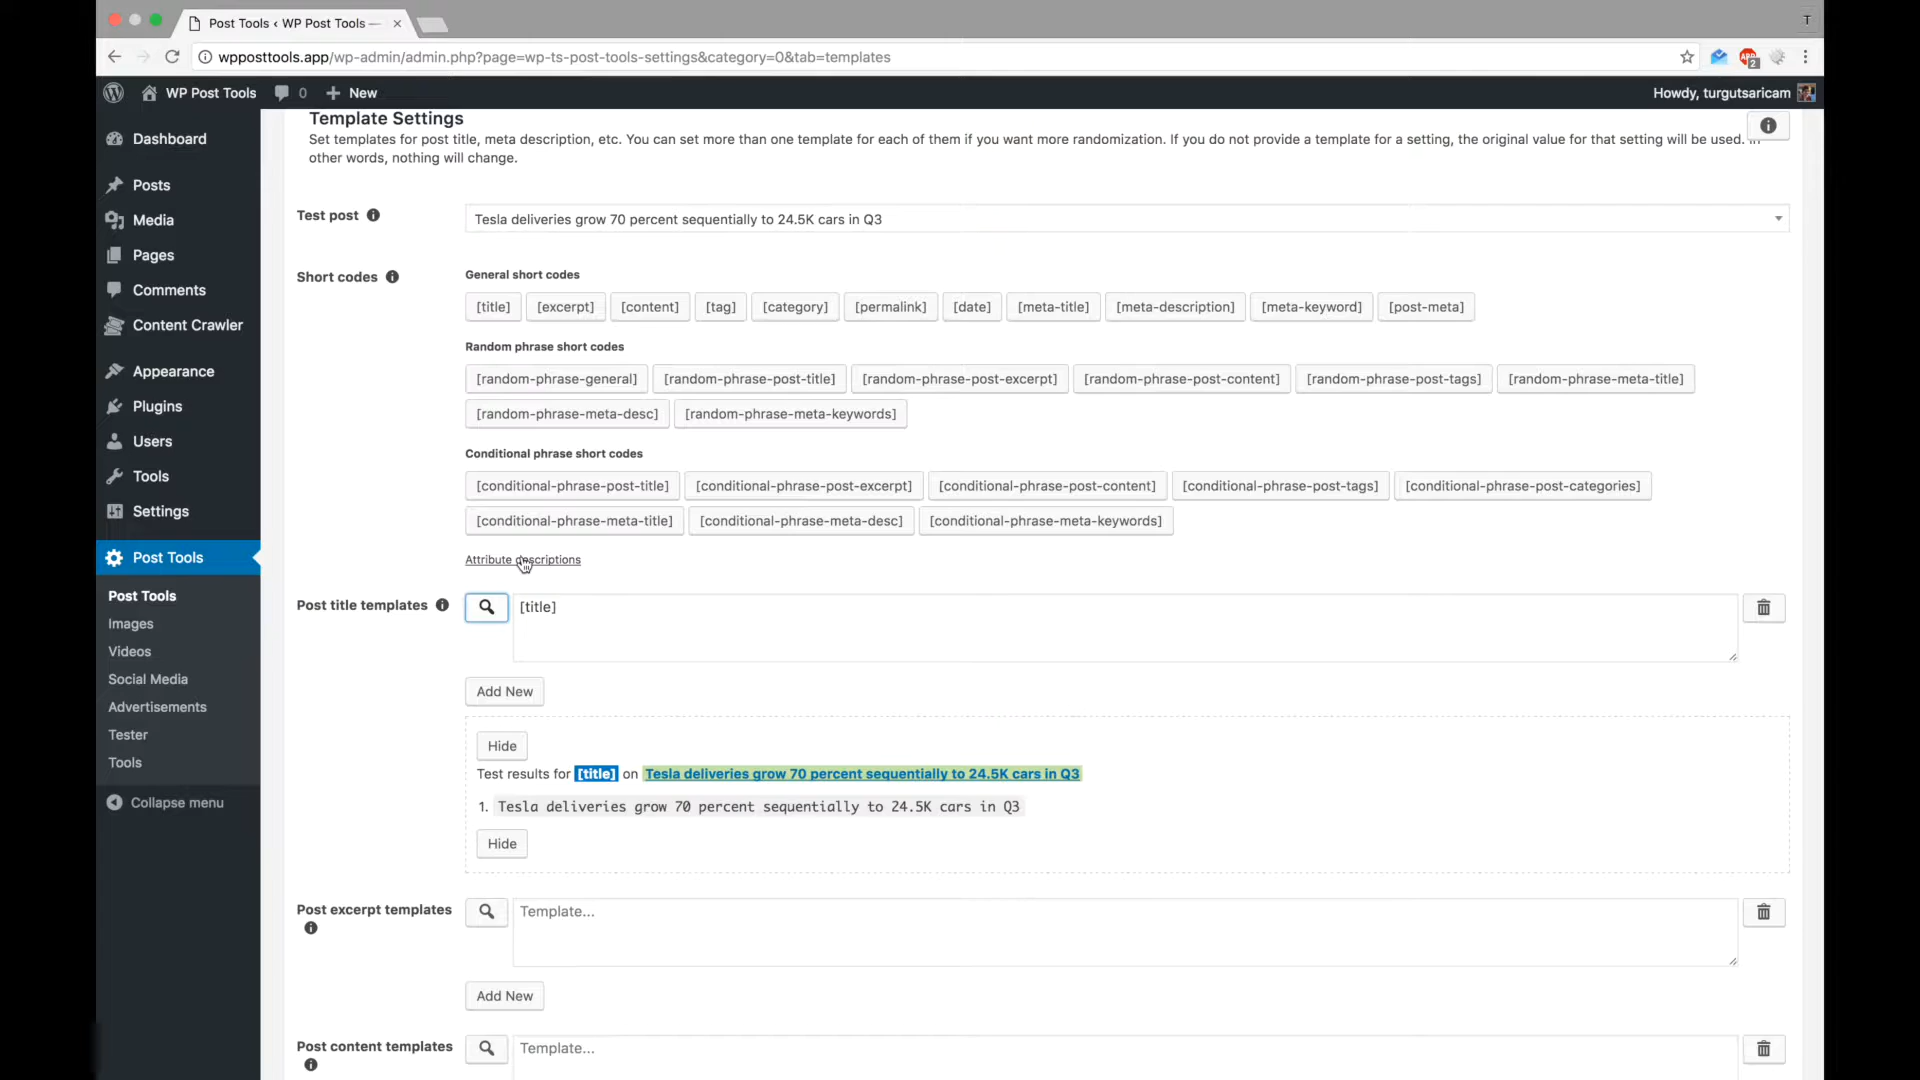 Post Tools ‹ WP Post Tools —
T
wpposttools.app/wp-admin/admin.php?page=wp-ts-post-tools-settings&category=0&tab=templates
2
WP Post Tools 0 New
Howdy, turgutsaricam
Dashboard
Posts
Media
Pages
Comments
Content Crawler
Appearance
Plugins
Users
Tools
Settings
Post Tools
Post Tools
Images
Videos
Social Media
Advertisements
Tester
Tools
Collapse menu
Template Settings
Set templates for post title, meta description, etc. You can set more than one template for each of them if you want more randomization. If you do not provide a template for a setting, the original value for that setting will be used. In
other words, nothing will change.
Test post
Tesla deliveries grow 70 percent sequentially to 24.5K cars in Q3
Short codes
General short codes
[title] [excerpt] [content] [tag] [category] [permalink] [date] [meta-title] [meta-description] [meta-keyword] [post-meta]
Random phrase short codes
[random-phrase-general] [random-phrase-post-title] [random-phrase-post-excerpt] [random-phrase-post-content] [random-phrase-post-tags] [random-phrase-meta-title]
[random-phrase-meta-desc] [random-phrase-meta-keywords]
Conditional phrase short codes
[conditional-phrase-post-title] [conditional-phrase-post-excerpt] [conditional-phrase-post-content] [conditional-phrase-post-tags] [conditional-phrase-post-categories]
[conditional-phrase-meta-title] [conditional-phrase-meta-desc] [conditional-phrase-meta-keywords]
Attribute descriptions
Post title templates
[title]
Add New
Hide
Test results for [title] on Tesla deliveries grow 70 percent sequentially to 24.5K cars in Q3
1. Tesla deliveries grow 70 percent sequentially to 24.5K cars in Q3
Hide
Post excerpt templates
Template...
Add New
Post content templates
Template...